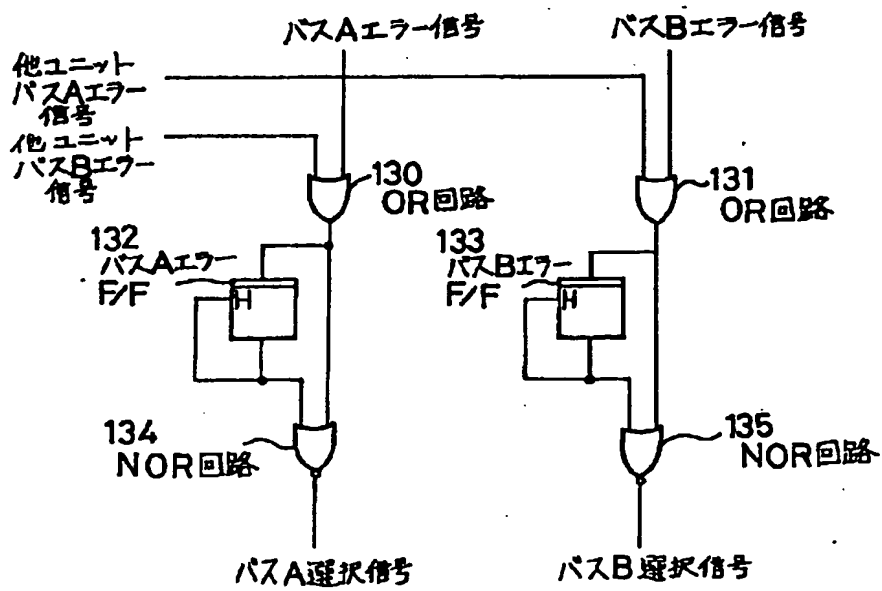 バスAエラー信号
バスBエラー信号
他ユニット
バスAエラー
信号
他ユニット
バスBエラー
信号
130
OR回路
131
OR回路
132
バスAエラー
F/F
H
133
バスBエラー
F/F
H
134
NOR回路
135
NOR回路
バスA選択信号
バスB選択信号